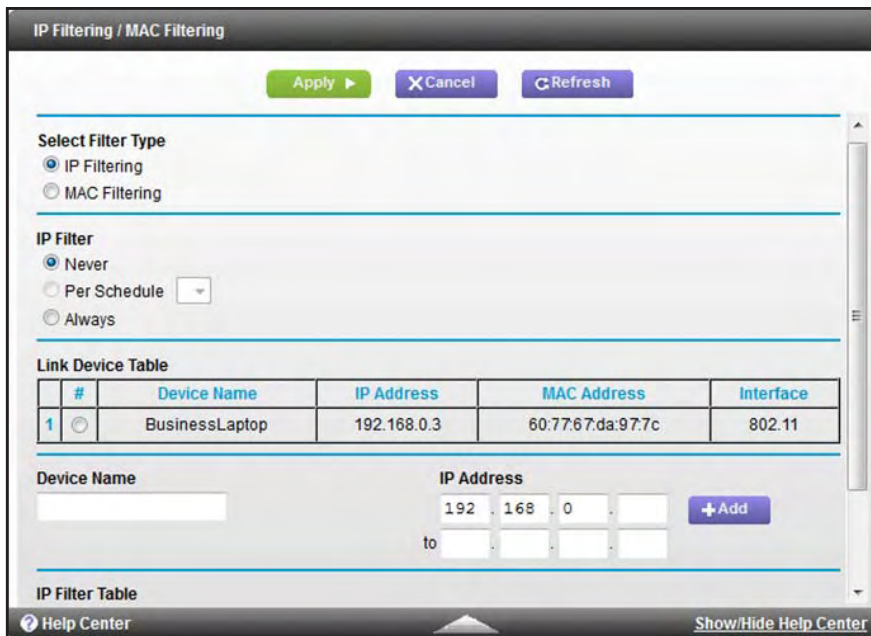 IP Filtering / MAC Filtering
Apply
Cancel
Refresh
Select Filter Type
IP Filtering
MAC Filtering
IP Filter
Never
Per Schedule
Always
Link Device Table
# Device Name IP Address MAC Address Interface
1 BusinessLaptop 192.168.0.3 60:77:67:da:97:7c 802.11
Device Name IP Address
192 . 168 . 0 .
+Add
to . . .
IP Filter Table
? Help Center
Show/Hide Help Center